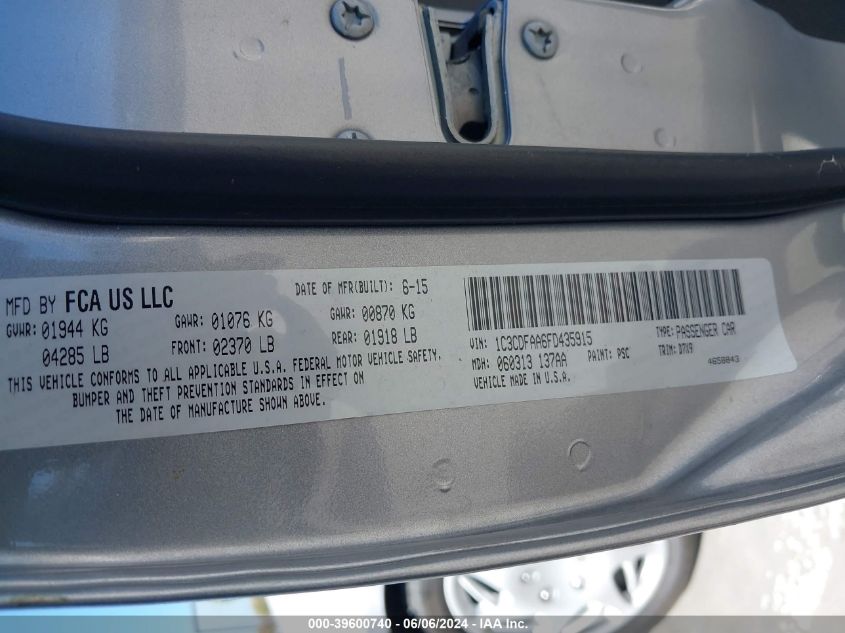 MFD BY FCA US LLC
DATE OF MFR(BUILT): 6-15
GVWR: 01944 KG
GAWR: 01076 KG
GAWR: 00870 KG
04285 LB
FRONT: 02370 LB
REAR: 01918 LB
THIS VEHICLE CONFORMS TO ALL APPLICABLE U.S.A. FEDERAL MOTOR VEHICLE SAFETY,
BUMPER AND THEFT PREVENTION STANDARDS IN EFFECT ON
THE DATE OF MANUFACTURE SHOWN ABOVE.
VIN: 1C3CDFAA6FD435915
TYPE: PASSENGER CAR
MDH: 060313 137AA
PAINT: PSC
TRIM: D7V9
VEHICLE MADE IN U.S.A.
4658843
000-39600740 - 06/06/2024 - IAA Inc.